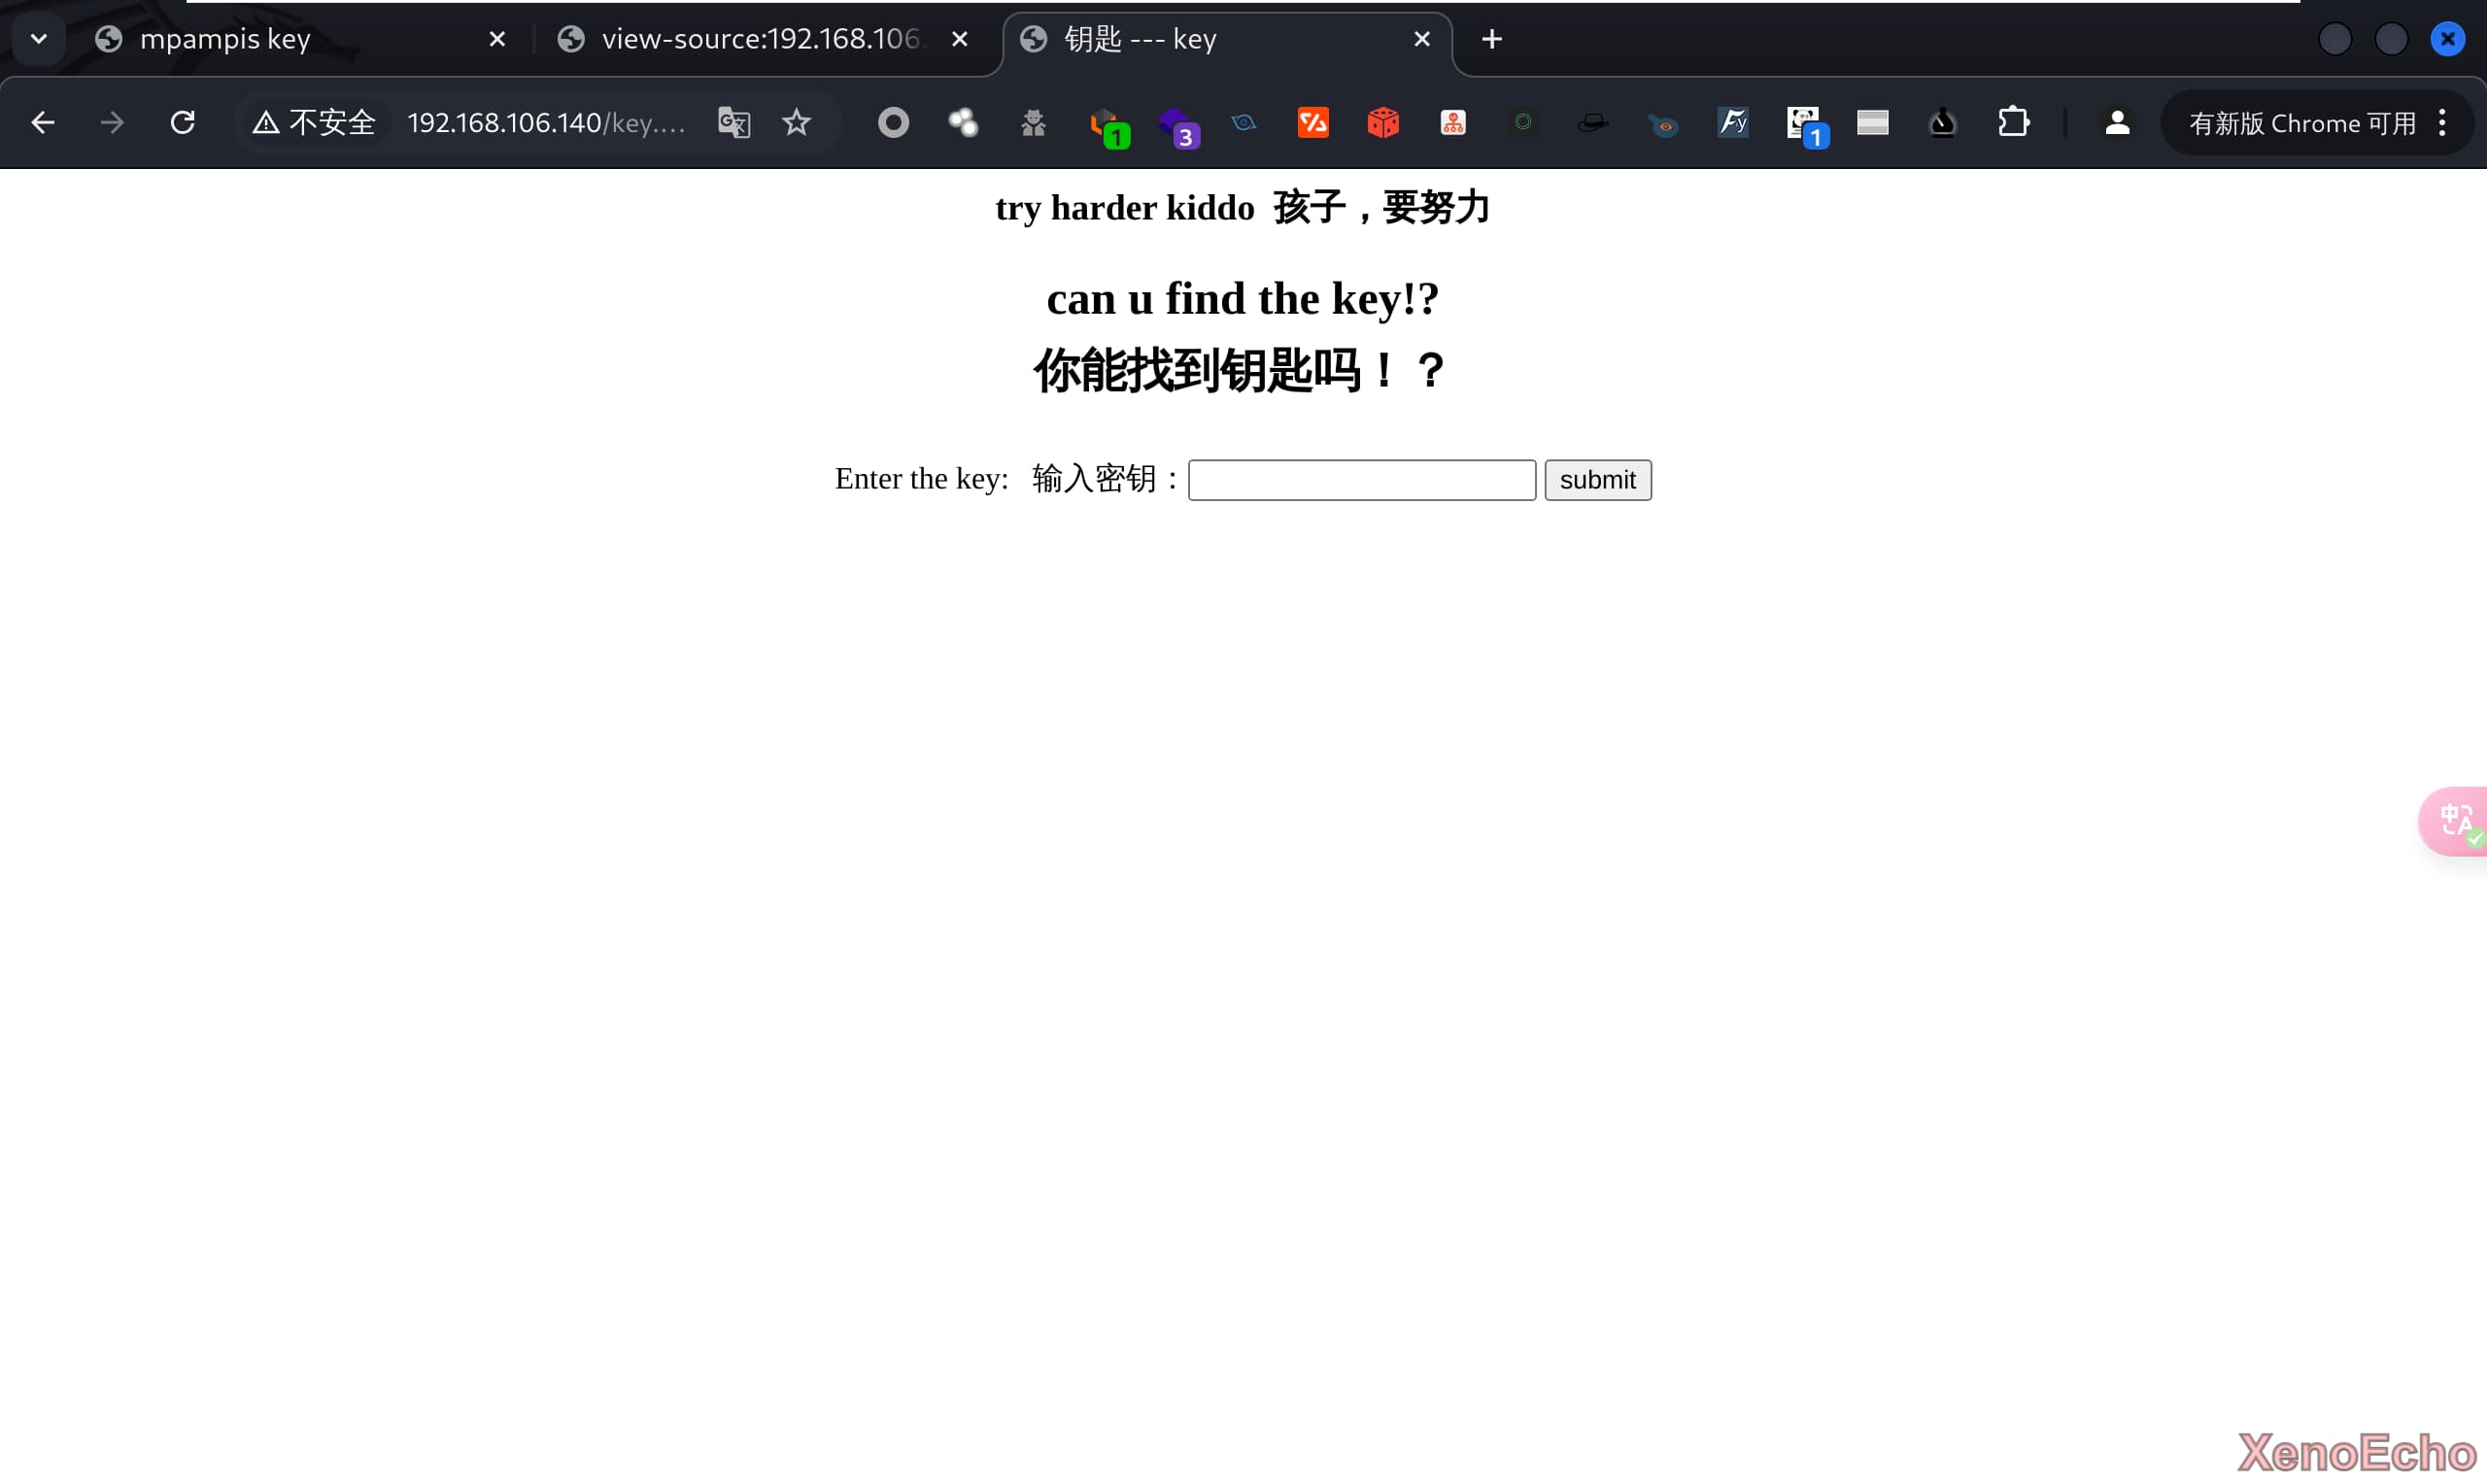 mpampis key
view-source:192.168.106.
钥匙 --- key
不安全
192.168.106.140/key....
1
3
1
有新版 Chrome 可用
try harder kiddo 孩子，要努力
can u find the key!?
你能找到钥匙吗！？
Enter the key: 输入密钥：
submit
XenoEcho